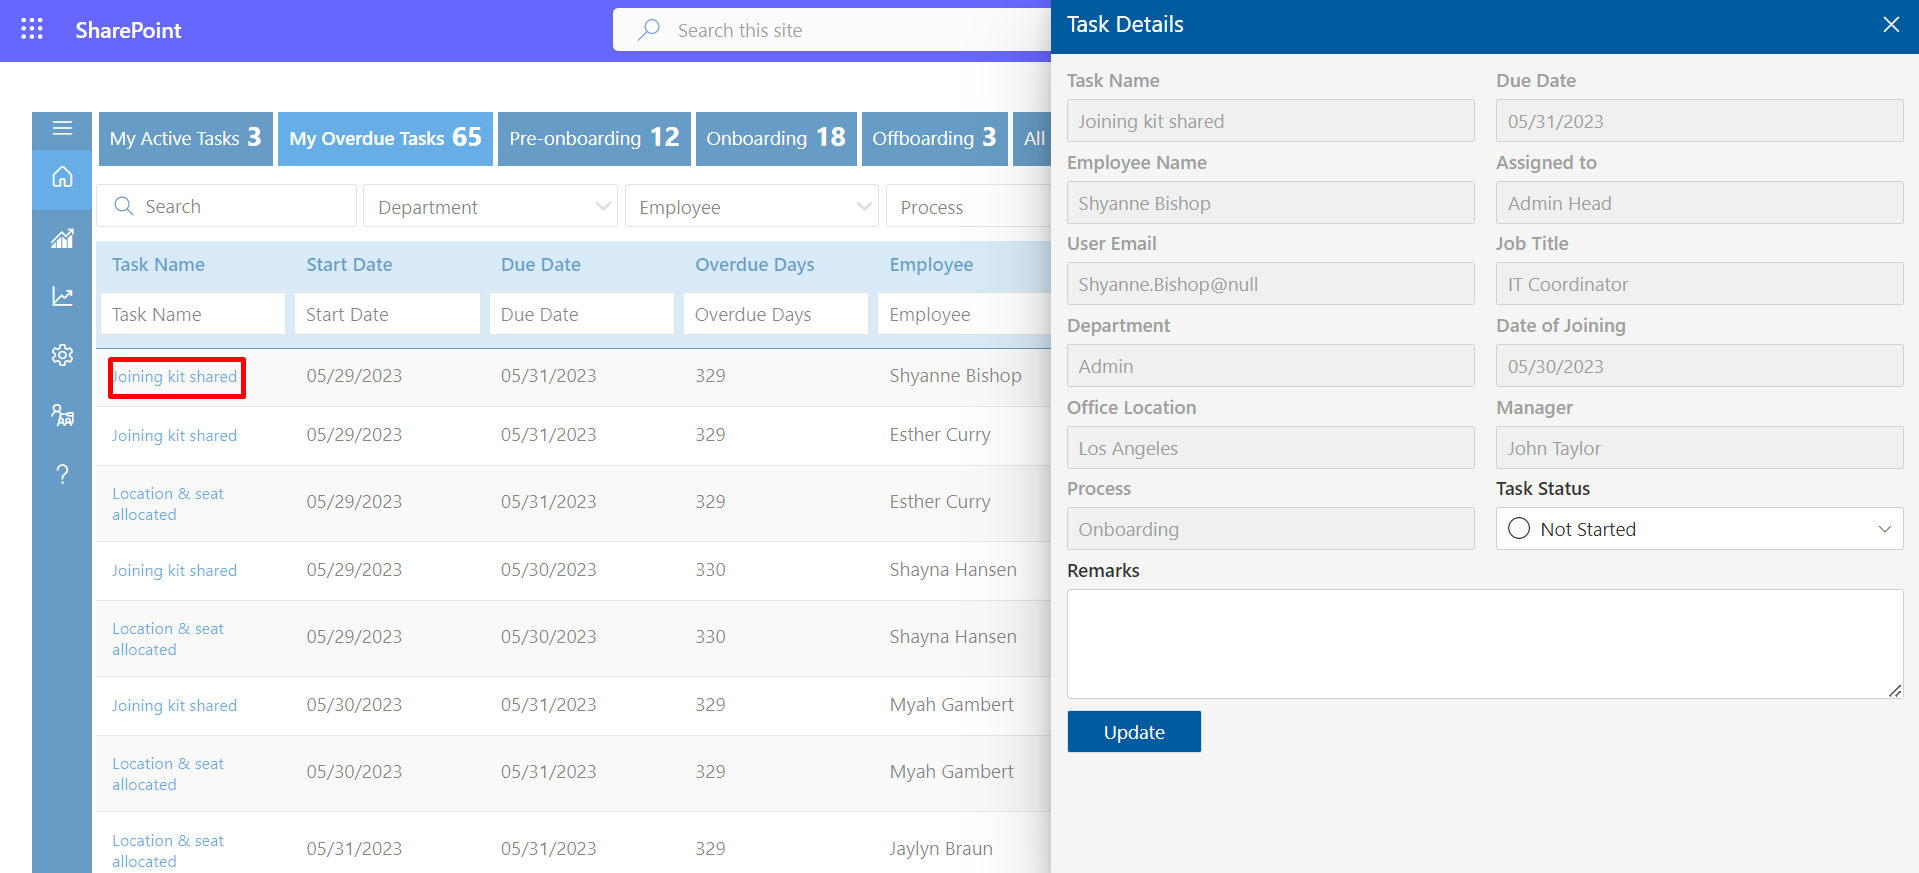 SharePoint
Search this site
My Active Tasks 3
My Overdue Tasks 65
Pre-onboarding 12
Onboarding 18
Offboarding 3
All
Search
Department
Employee
Process
Task Name Start Date Due Date Overdue Days Employee
Task Name Start Date Due Date Overdue Days Employee
Joining kit shared 05/29/2023 05/31/2023 329 Shyanne Bishop
Joining kit shared 05/29/2023 05/31/2023 329 Esther Curry
Location & seat
allocated 05/29/2023 05/31/2023 329 Esther Curry
Joining kit shared 05/29/2023 05/30/2023 330 Shayna Hansen
Location & seat
allocated 05/29/2023 05/30/2023 330 Shayna Hansen
Joining kit shared 05/30/2023 05/31/2023 329 Myah Gambert
Location & seat
allocated 05/30/2023 05/31/2023 329 Myah Gambert
Location & seat
allocated 05/31/2023 05/31/2023 329 Jaylyn Braun
Task Details
Task Name
Joining kit shared
Due Date
05/31/2023
Employee Name
Shyanne Bishop
Assigned to
Admin Head
User Email
Shyanne.Bishop@null
Job Title
IT Coordinator
Department
Admin
Date of Joining
05/30/2023
Office Location
Los Angeles
Manager
John Taylor
Process
Onboarding
Task Status
Not Started
Remarks
Update